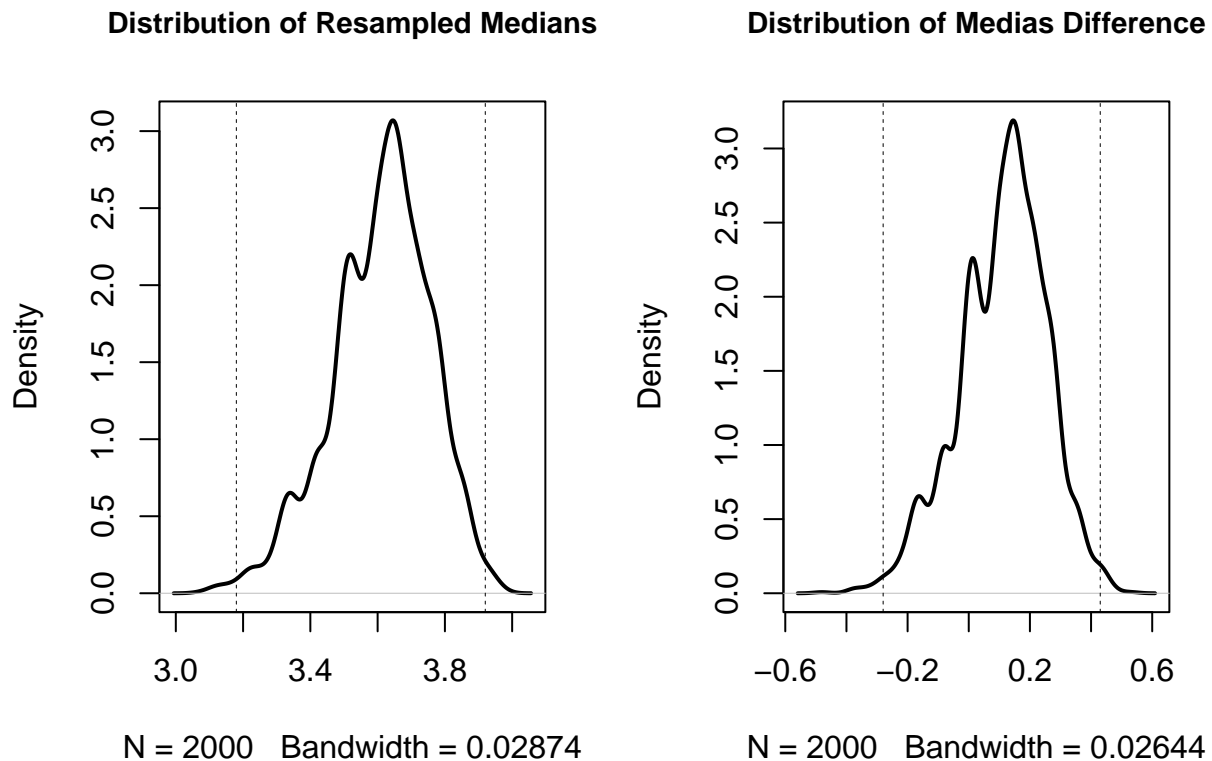 Distribution of Resampled Medians
Density
0.0 0.5 1.0 1.5 2.0 2.5 3.0
3.0 3.4 3.8
N = 2000 Bandwidth = 0.02874
Distribution of Medias Difference
Density
0.0 0.5 1.0 1.5 2.0 2.5 3.0
−0.6 −0.2 0.2 0.6
N = 2000 Bandwidth = 0.02644